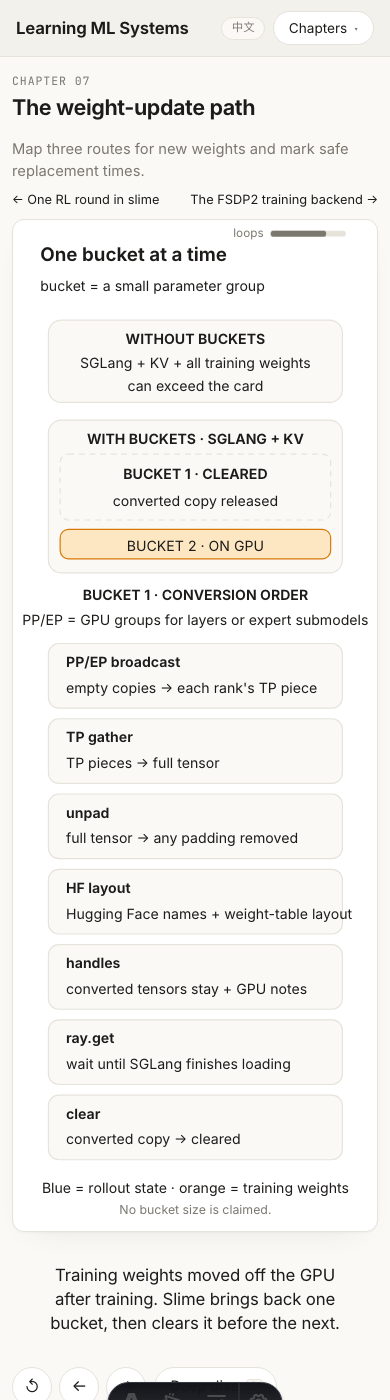 Learning ML Systems
中文
Chapters
CHAPTER 07
The weight-update path
Map three routes for new weights and mark safe
replacement times.
← One RL round in slime
The FSDP2 training backend →
loops
One bucket at a time
bucket = a small parameter group
WITHOUT BUCKETS
SGLang + KV + all training weights
can exceed the card
WITH BUCKETS · SGLANG + KV
BUCKET 1 · CLEARED
converted copy released
BUCKET 2 · ON GPU
BUCKET 1 · CONVERSION ORDER
PP/EP = GPU groups for layers or expert submodels
PP/EP broadcast
empty copies → each rank's TP piece
TP gather
TP pieces → full tensor
unpad
full tensor → any padding removed
HF layout
Hugging Face names + weight-table layout
handles
converted tensors stay + GPU notes
ray.get
wait until SGLang finishes loading
clear
converted copy → cleared
Blue = rollout state · orange = training weights
No bucket size is claimed.
Training weights moved off the GPU
after training. Slime brings back one
bucket, then clears it before the next.